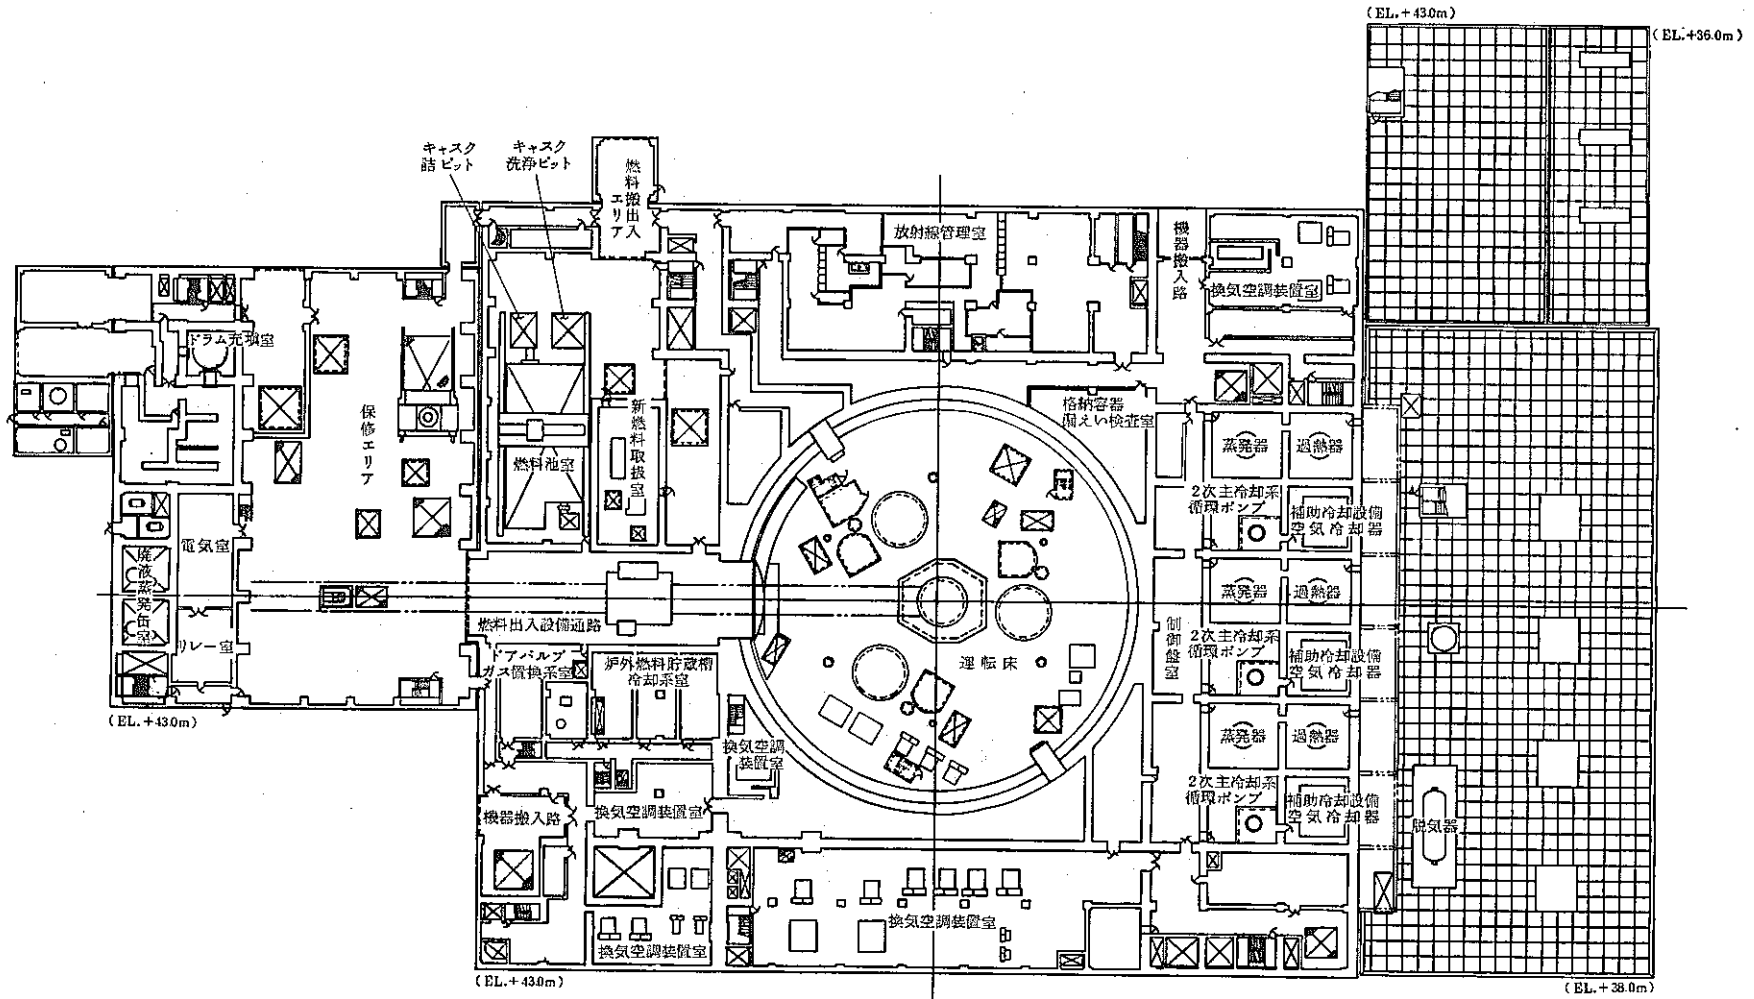 (EL.+43.0m)
(EL.+36.0m)
キャスク
詰ピット
キャスク
洗浄ピット
燃料搬出入
エリア
放射線管理室
機器搬入路
換気空調装置室
ドラム充填室
保修エリア
新燃料取扱室
燃料池室
格納容器
漏えい検査室
蒸発器
過熱器
2次主冷却系
循環ポンプ
補助冷却設備
空気冷却器
電気室
廃液蒸発缶室
リレー室
燃料出入設備通路
蒸発器
過熱器
制御盤室
2次主冷却系
循環ポンプ
補助冷却設備
空気冷却器
運転床
ドアバルブ
ガス置換系室
炉外燃料貯蔵槽
冷却系室
(EL.+43.0m)
換気空調
装置室
蒸発器
過熱器
2次主冷却系
循環ポンプ
補助冷却設備
空気冷却器
機器搬入路
換気空調装置室
脱気器
換気空調装置室
換気空調装置室
(EL.+43.0m)
(EL.+38.0m)